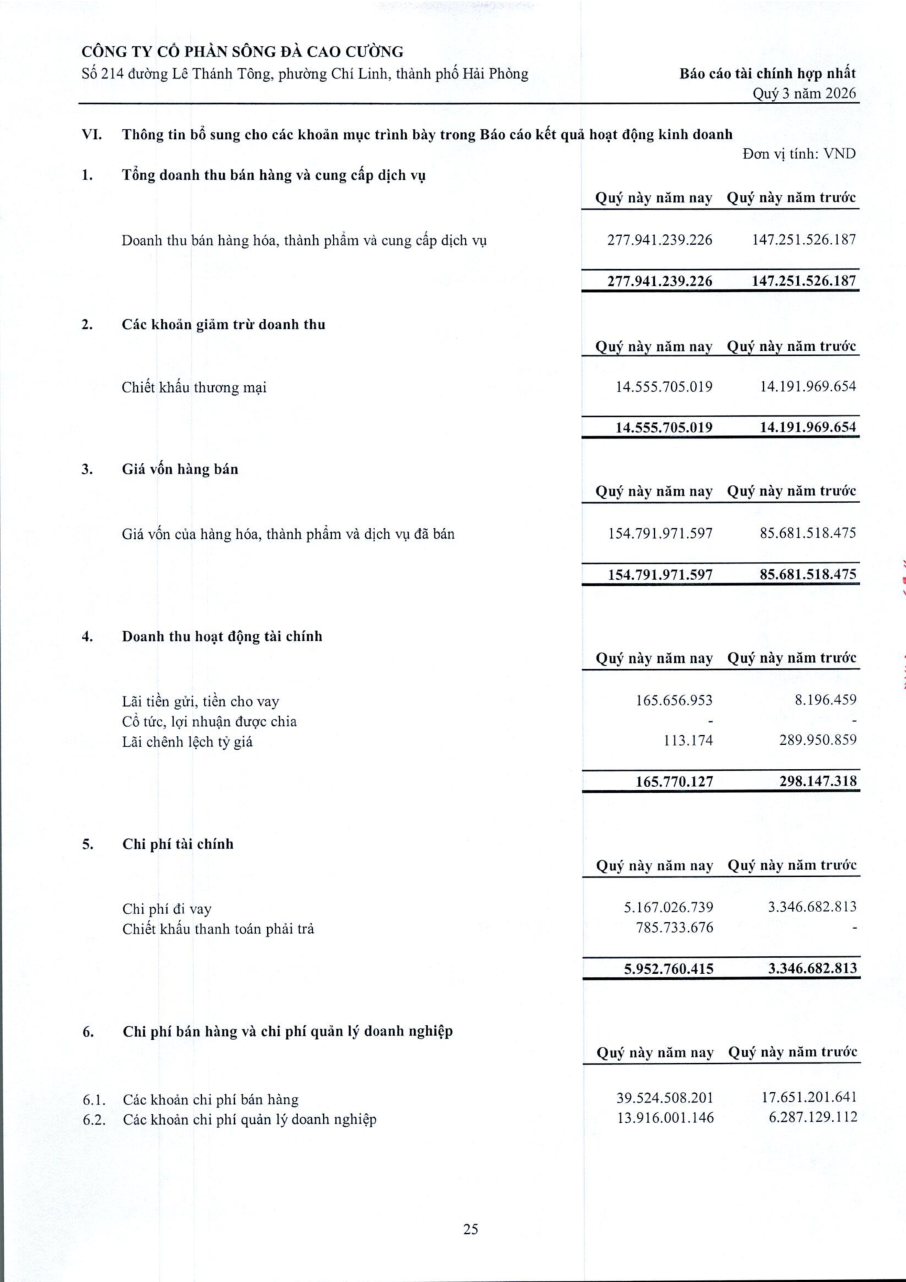 CÔNG TY CỔ PHẦN SÔNG ĐÀ CAO CƯỜNG
Số 214 đường Lê Thánh Tông, phường Chí Linh, thành phố Hải Phòng Báo cáo tài chính hợp nhất
Quý 3 năm 2026
VI. Thông tin bổ sung cho các khoản mục trình bày trong Báo cáo kết quả hoạt động kinh doanh
Đơn vị tính: VND
1. Tổng doanh thu bán hàng và cung cấp dịch vụ
Quý này năm nay Quý này năm trước
Doanh thu bán hàng hóa, thành phẩm và cung cấp dịch vụ 277.941.239.226 147.251.526.187
277.941.239.226 147.251.526.187
2. Các khoản giảm trừ doanh thu
Quý này năm nay Quý này năm trước
Chiết khấu thương mại 14.555.705.019 14.191.969.654
14.555.705.019 14.191.969.654
3. Giá vốn hàng bán
Quý này năm nay Quý này năm trước
Giá vốn của hàng hóa, thành phẩm và dịch vụ đã bán 154.791.971.597 85.681.518.475
154.791.971.597 85.681.518.475
4. Doanh thu hoạt động tài chính
Quý này năm nay Quý này năm trước
Lãi tiền gửi, tiền cho vay 165.656.953 8.196.459
Cổ tức, lợi nhuận được chia - -
Lãi chênh lệch tỷ giá 113.174 289.950.859
165.770.127 298.147.318
5. Chi phí tài chính
Quý này năm nay Quý này năm trước
Chi phí đi vay 5.167.026.739 3.346.682.813
Chiết khấu thanh toán phải trả 785.733.676 -
5.952.760.415 3.346.682.813
6. Chi phí bán hàng và chi phí quản lý doanh nghiệp
Quý này năm nay Quý này năm trước
6.1. Các khoản chi phí bán hàng 39.524.508.201 17.651.201.641
6.2. Các khoản chi phí quản lý doanh nghiệp 13.916.001.146 6.287.129.112
25